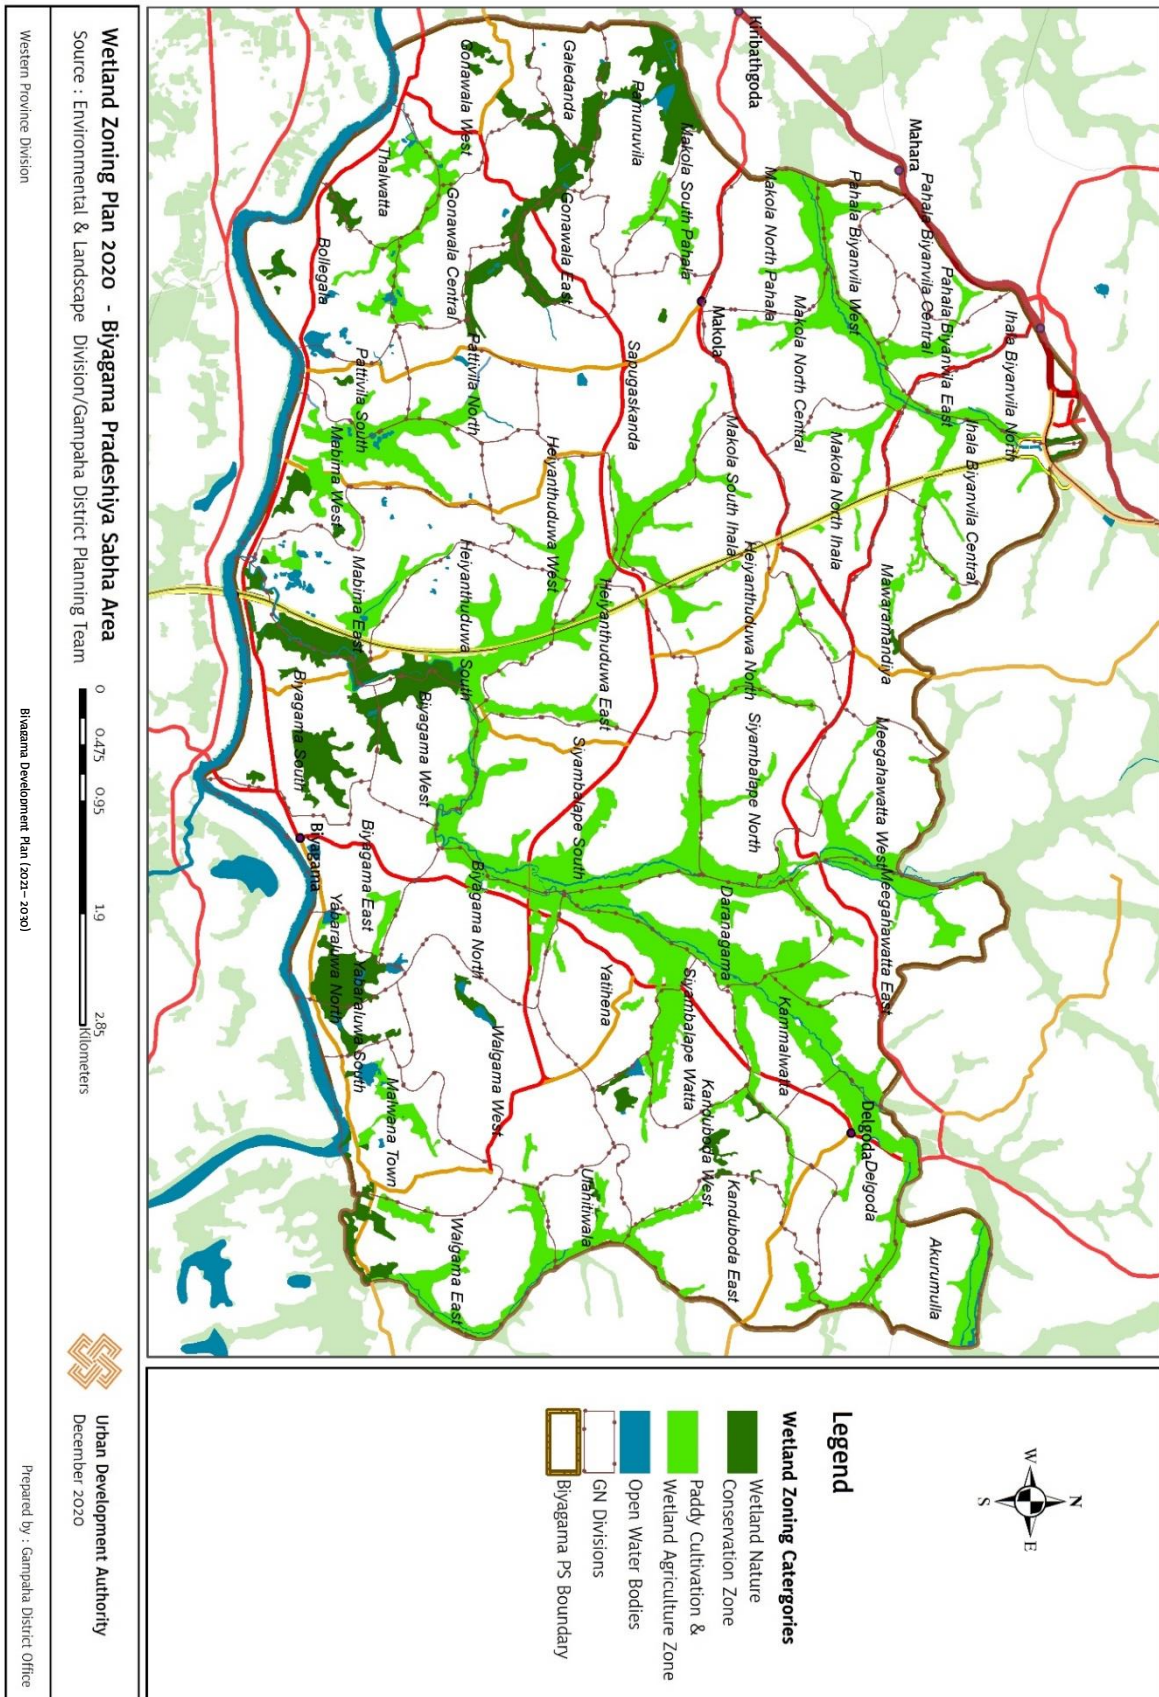 Kiribathgoda
Mahara
Pahala Biyanvila Central
Pahala Biyanvila West
Pahala Biyanvila East
Ihala Biyanvila North
Ihala Biyanvila Central
Makola North Pahala
Makola North Central
Makola North Ihala
Mawaramandiya
Meegahawatta West
Meegahawatta East
Makola South Pahala
Makola
Makola South Ihala
Heiyanthuduwa North
Siyambalape North
Daranagama
Kammalwatta
Delgoda
Delgoda
Akurumulla
Ramunuvila
Galedanda
Gonawala West
Gonawala East
Sapugaskanda
Heiyanthuduwa West
Heiyanthuduwa East
Siyambalape South
Yatihena
Siyambalape Watta
Kanduboda West
Kanduboda East
Thalwatta
Gonawala Central
Pattivila North
Heiyanthuduwa South
Biyagama West
Biyagama North
Walgama West
Ilahitiwala
Bollegala
Pattivila South
Mabima West
Mabima East
Biyagama South
Biyagama
Biyagama East
Yabaraluwa North
Yabaraluwa South
Malwana Town
Walgama East
N
W
E
S
Legend
Wetland Zoning Catergories
Wetland Nature
Conservation Zone
Paddy Cultivation &
Wetland Agriculture Zone
Open Water Bodies
GN Divisions
Biyagama PS Boundary
Wetland Zoning Plan 2020 - Biyagama Pradeshiya Sabha Area
Source : Environmental & Landscape Division/Gampaha District Planning Team
0 0.475 0.95 1.9 2.85
Kilometers
Urban Development Authority
December 2020
Western Province Division
Biyagama Development Plan (2021- 2030)
Prepared by : Gampaha District Office